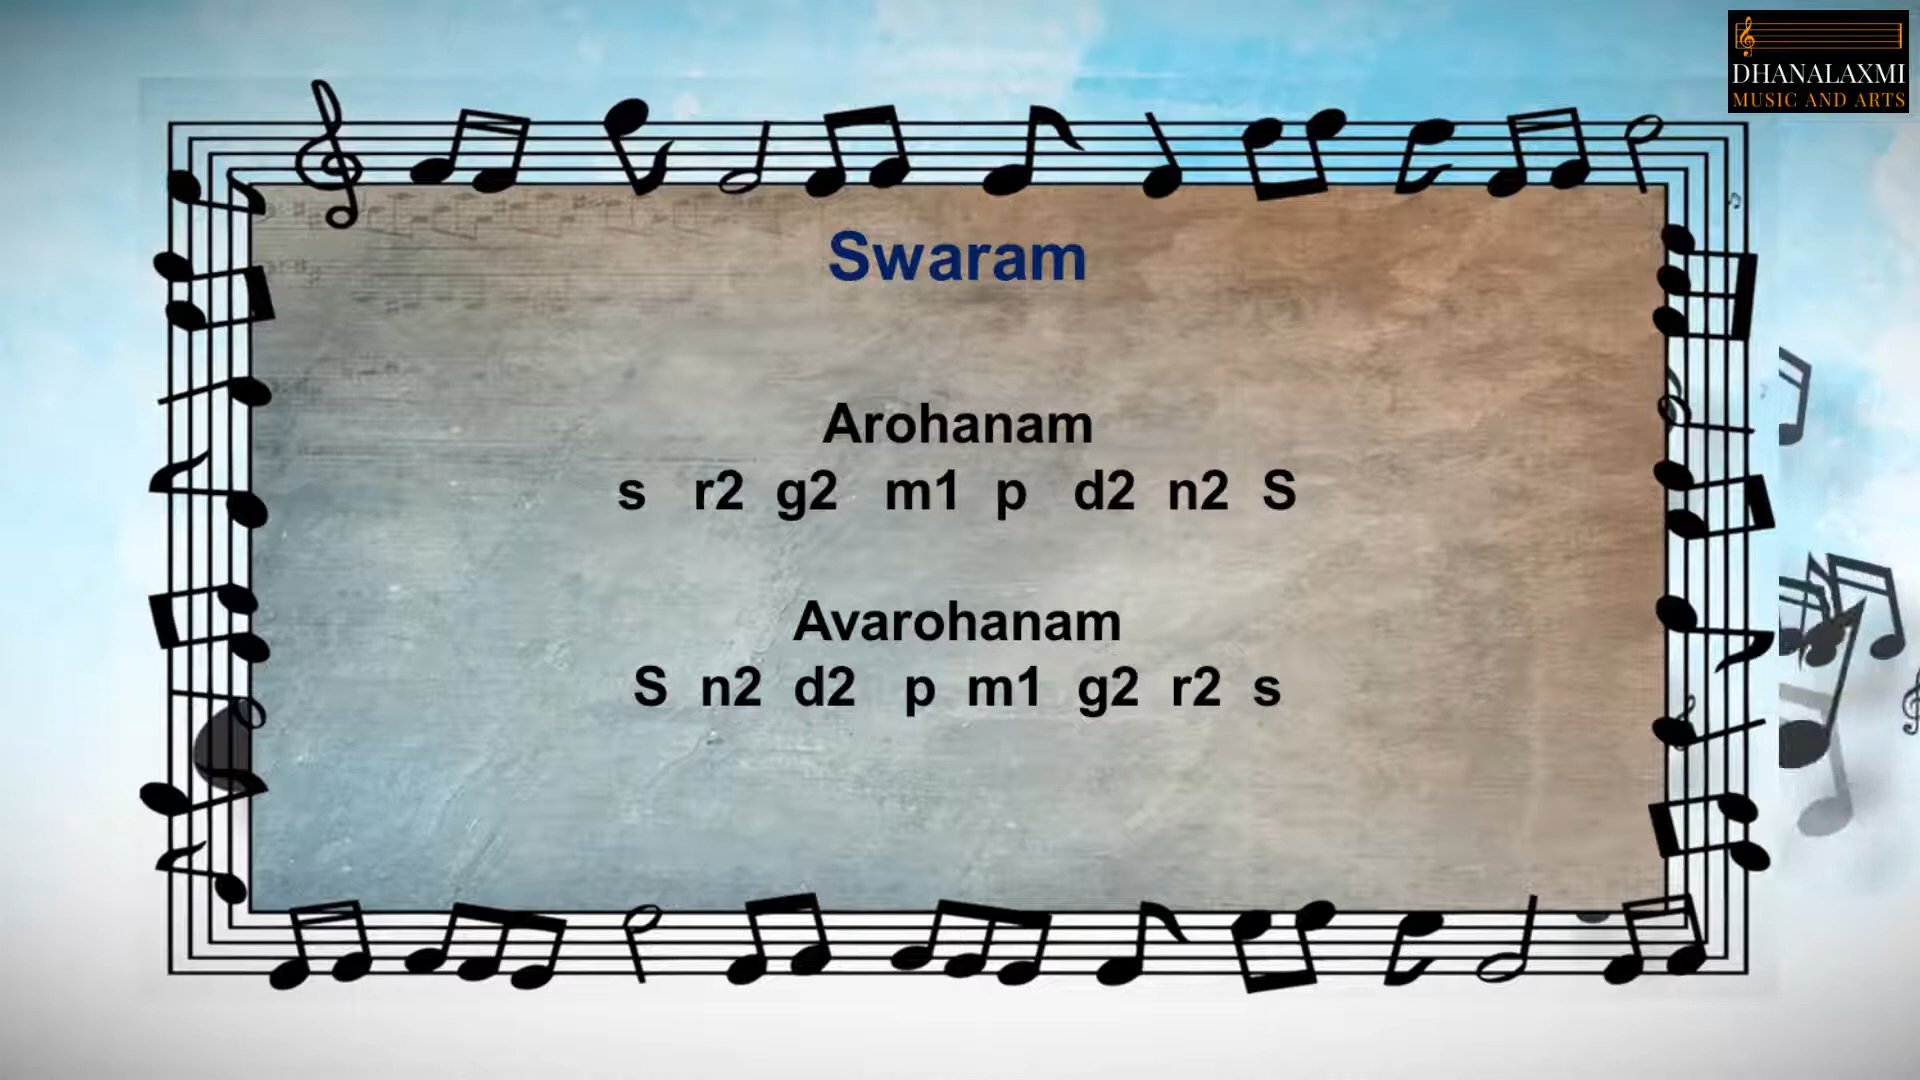 DHANALAXMI
MUSIC AND ARTS
Swaram
Arohanam
s r2 g2 m1 p d2 n2 S
Avarohanam
S n2 d2 p m1 g2 r2 s